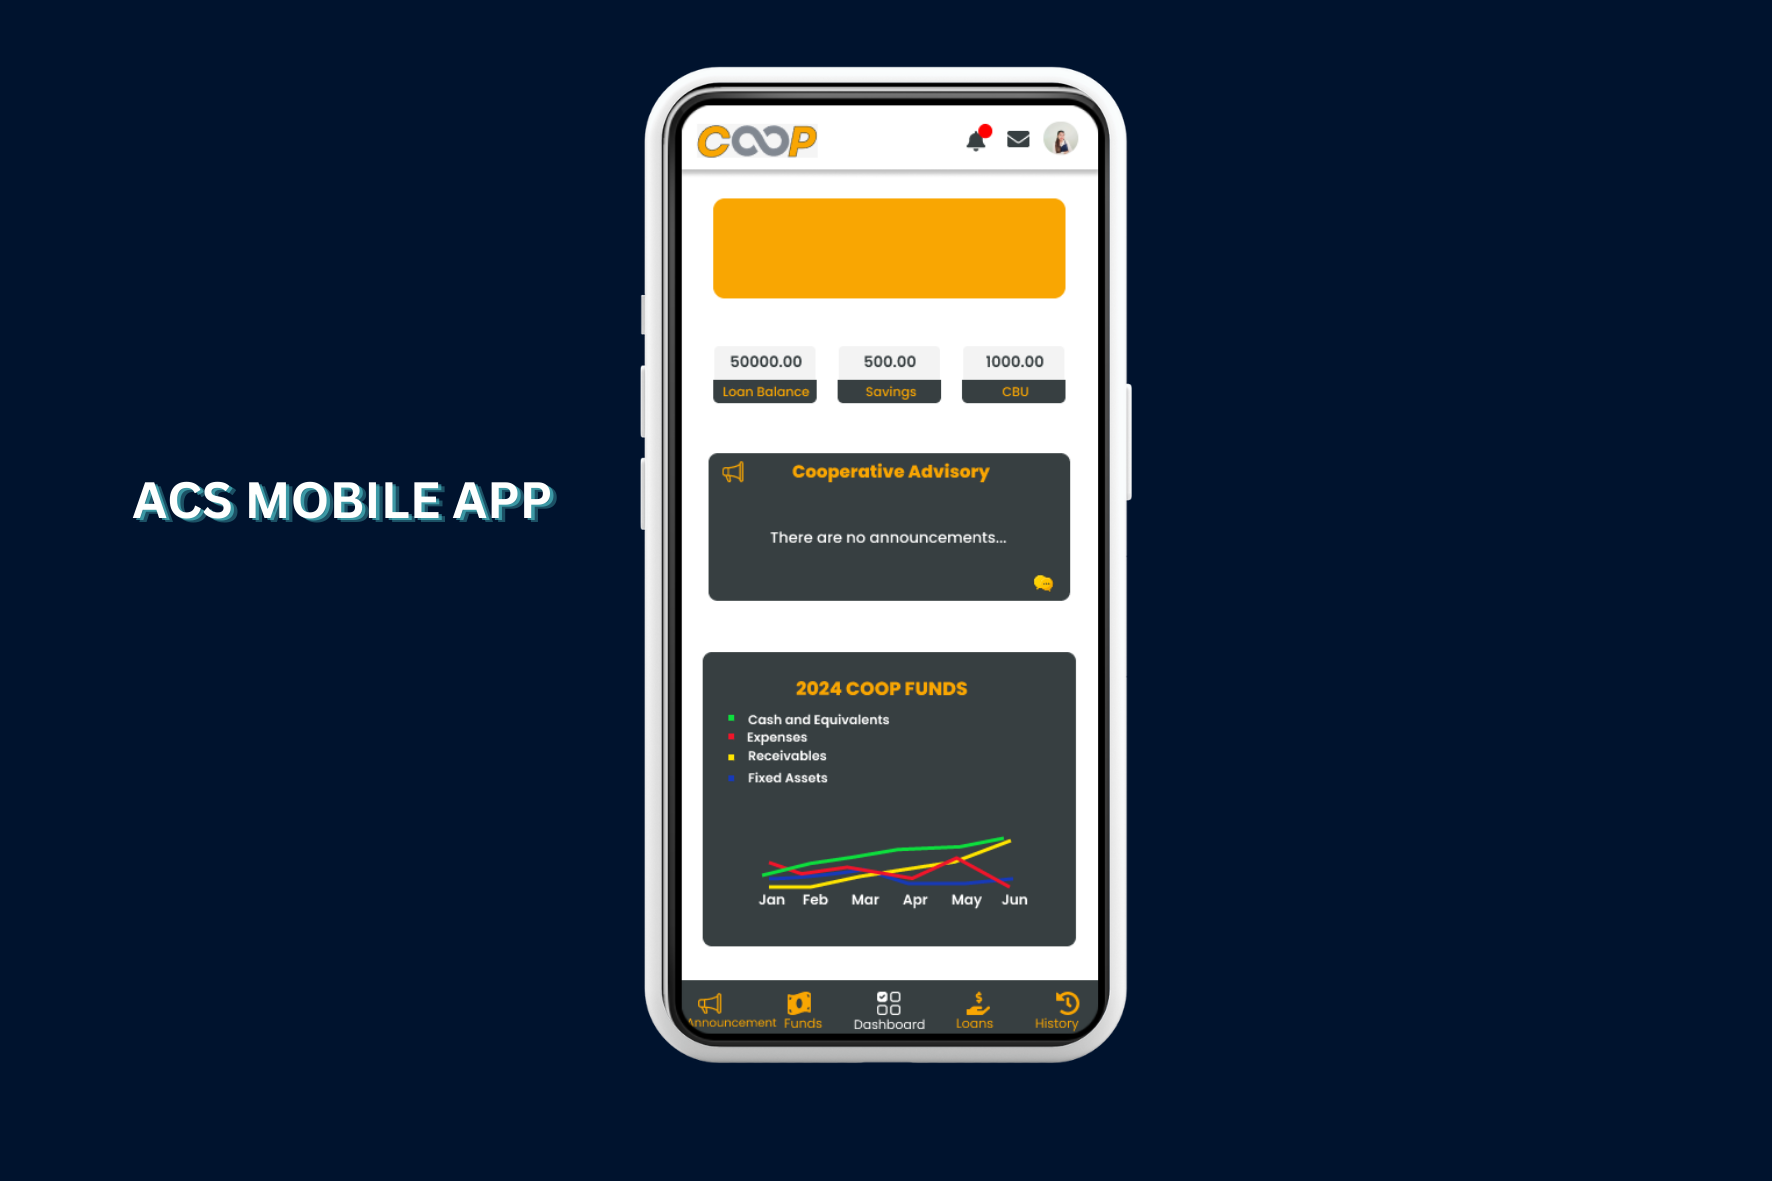 COOP
50000.00
Loan Balance
500.00
Savings
1000.00
CBU
ACS MOBILE APP
Cooperative Advisory
There are no announcements...
2024 COOP FUNDS
Cash and Equivalents
Expenses
Receivables
Fixed Assets
Jan Feb Mar Apr May Jun
Announcement Funds Dashboard Loans History